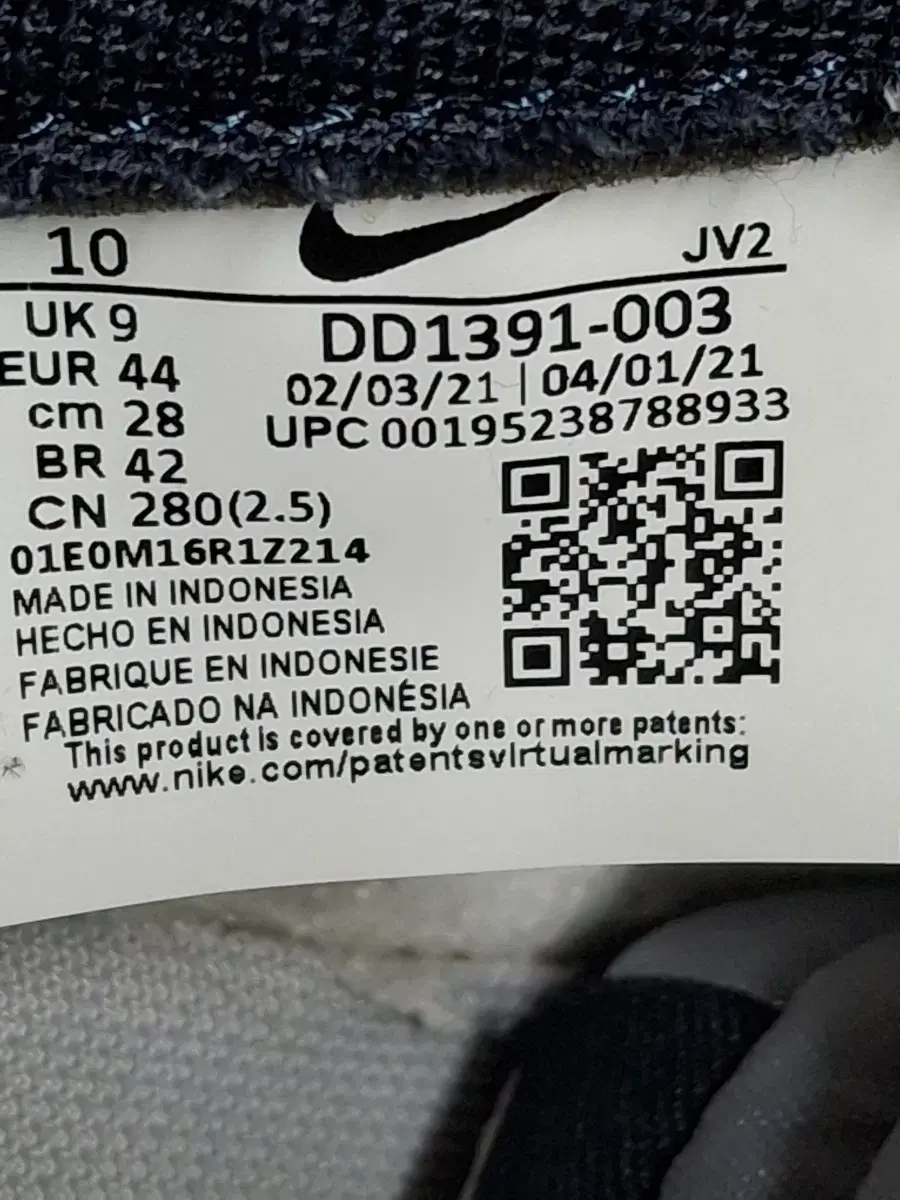 10 JV2
UK 9
DD1391-003
EUR 44
02/03/21 | 04/01/21
cm 28
UPC 00195238788933
BR 42
CN 280(2.5)
01E0M16R1Z214
MADE IN INDONESIA
HECHO EN INDONESIA
FABRIQUE EN INDONESIE
FABRICADO NA INDONÉSIA
This product is covered by one or more patents:
www.nike.com/patentsvirtualmarking